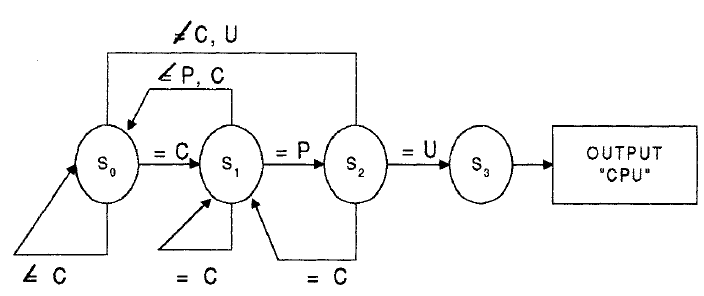 ≠ C, U
≠ P, C
S0
= C
S1
= P
S2
= U
S3
OUTPUT
"CPU"
≠ C
= C
= C